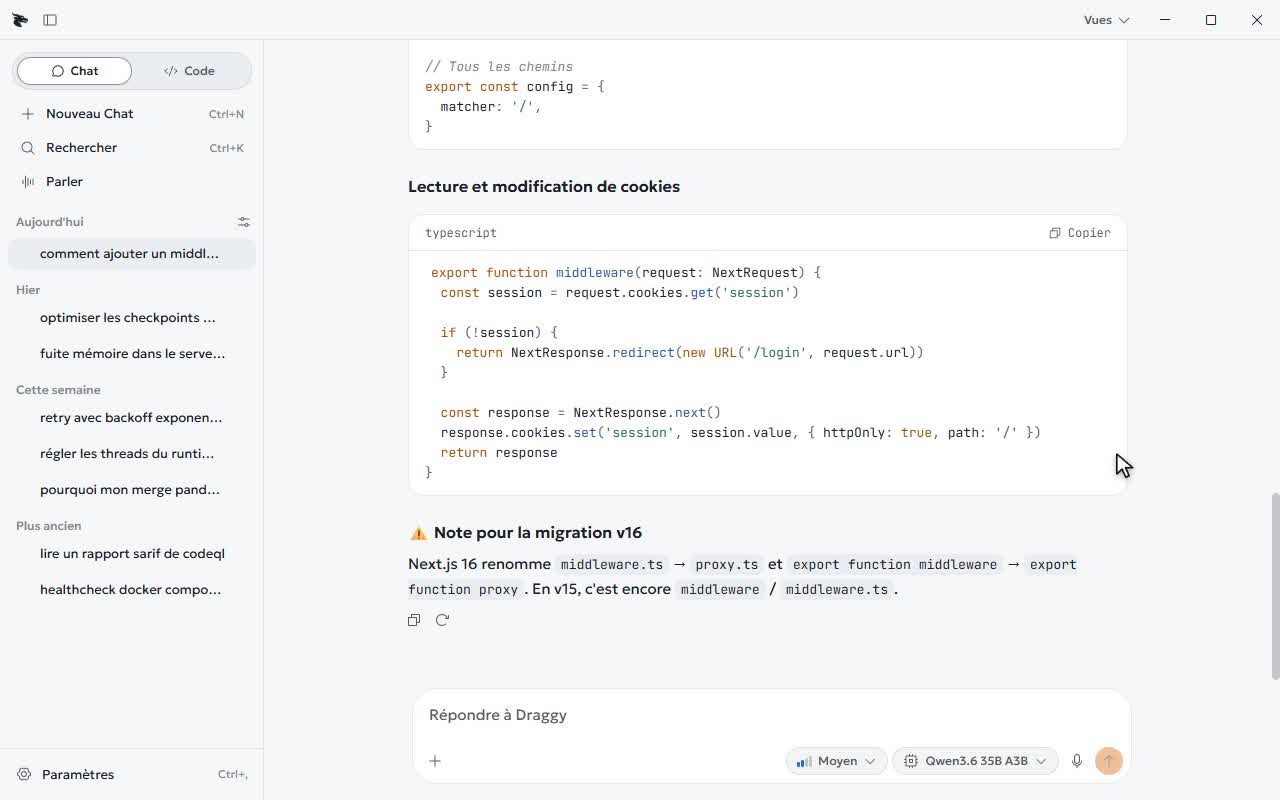 Vues
Chat
</> Code
Nouveau Chat Ctrl+N
Rechercher Ctrl+K
Parler
Aujourd'hui
comment ajouter un middl...
Hier
optimiser les checkpoints ...
fuite mémoire dans le serve...
Cette semaine
retry avec backoff exponen...
régler les threads du runti...
pourquoi mon merge pand...
Plus ancien
lire un rapport sarif de codeql
healthcheck docker compo...
Paramètres Ctrl+,
// Tous les chemins
export const config = {
  matcher: '/',
}
Lecture et modification de cookies
typescript Copier
export function middleware(request: NextRequest) {
  const session = request.cookies.get('session')
  if (!session) {
    return NextResponse.redirect(new URL('/login', request.url))
  }
  const response = NextResponse.next()
  response.cookies.set('session', session.value, { httpOnly: true, path: '/' })
  return response
}
⚠️ Note pour la migration v16
Next.js 16 renomme middleware.ts → proxy.ts et export function middleware → export
function proxy. En v15, c'est encore middleware / middleware.ts.
Répondre à Draggy
Moyen
Qwen3.6 35B A3B